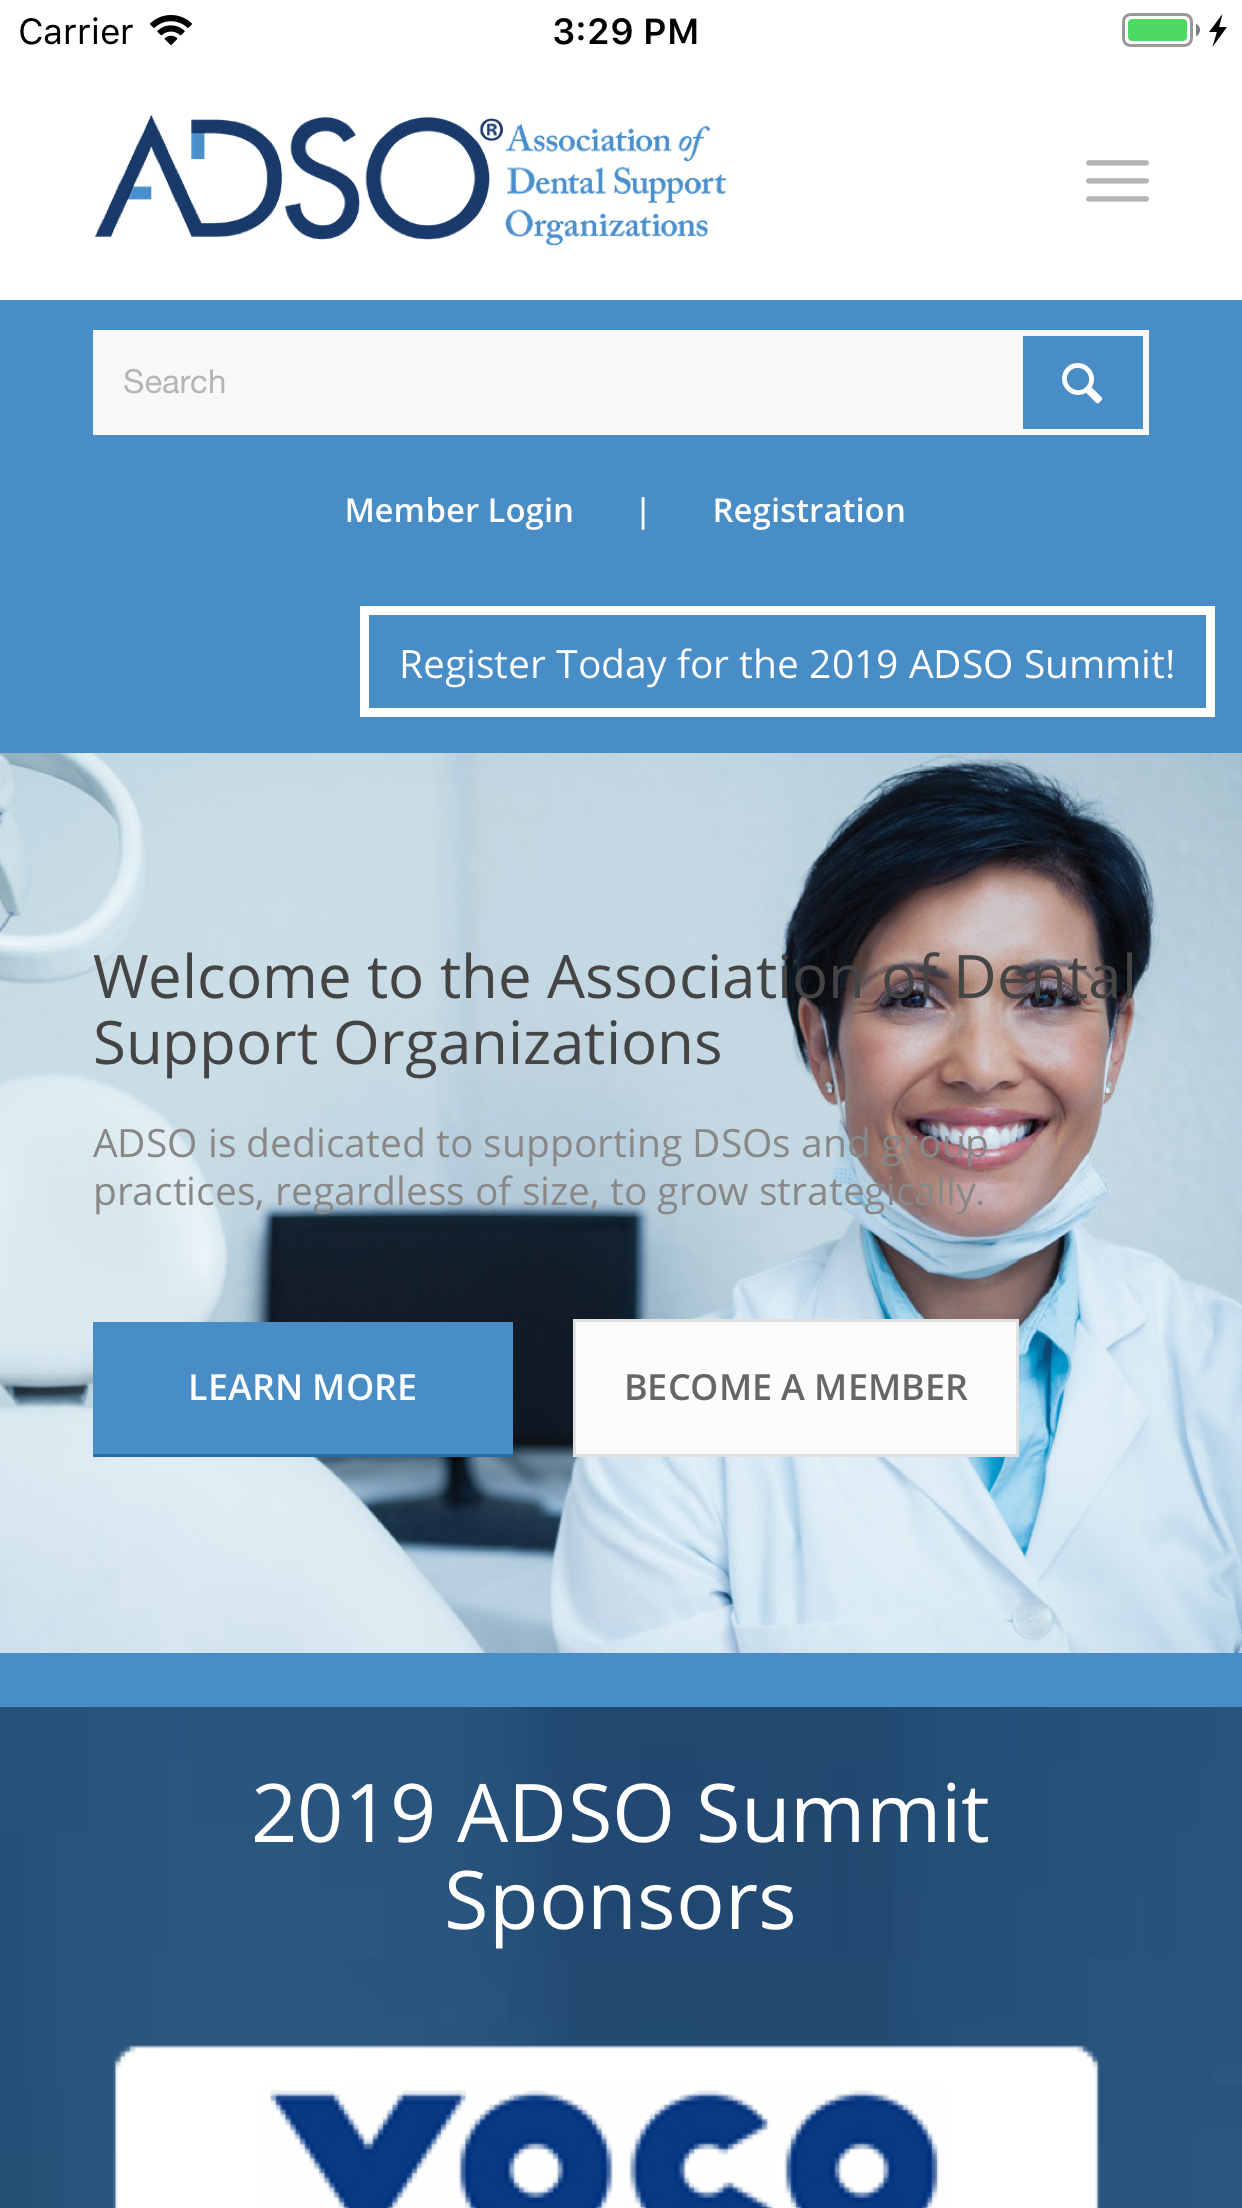 Carrier
3:29 PM
ADSO®
Association of
Dental Support
Organizations
Search
Member Login | Registration
Register Today for the 2019 ADSO Summit!
Welcome to the Association of Dental
Support Organizations
ADSO is dedicated to supporting DSOs and group
practices, regardless of size, to grow strategically.
LEARN MORE
BECOME A MEMBER
2019 ADSO Summit
Sponsors
VOCO